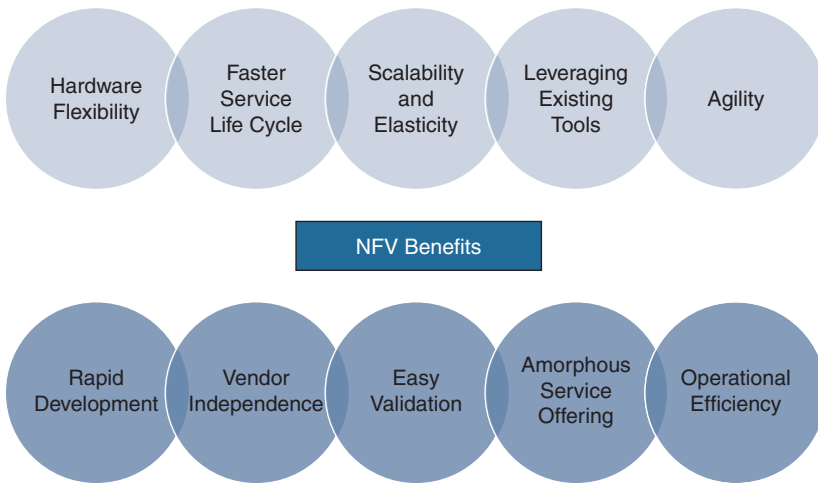 Hardware
Flexibility
Faster
Service
Life Cycle
Scalability
and
Elasticity
Leveraging
Existing
Tools
Agility
NFV Benefits
Rapid
Development
Vendor
Independence
Easy
Validation
Amorphous
Service
Offering
Operational
Efficiency